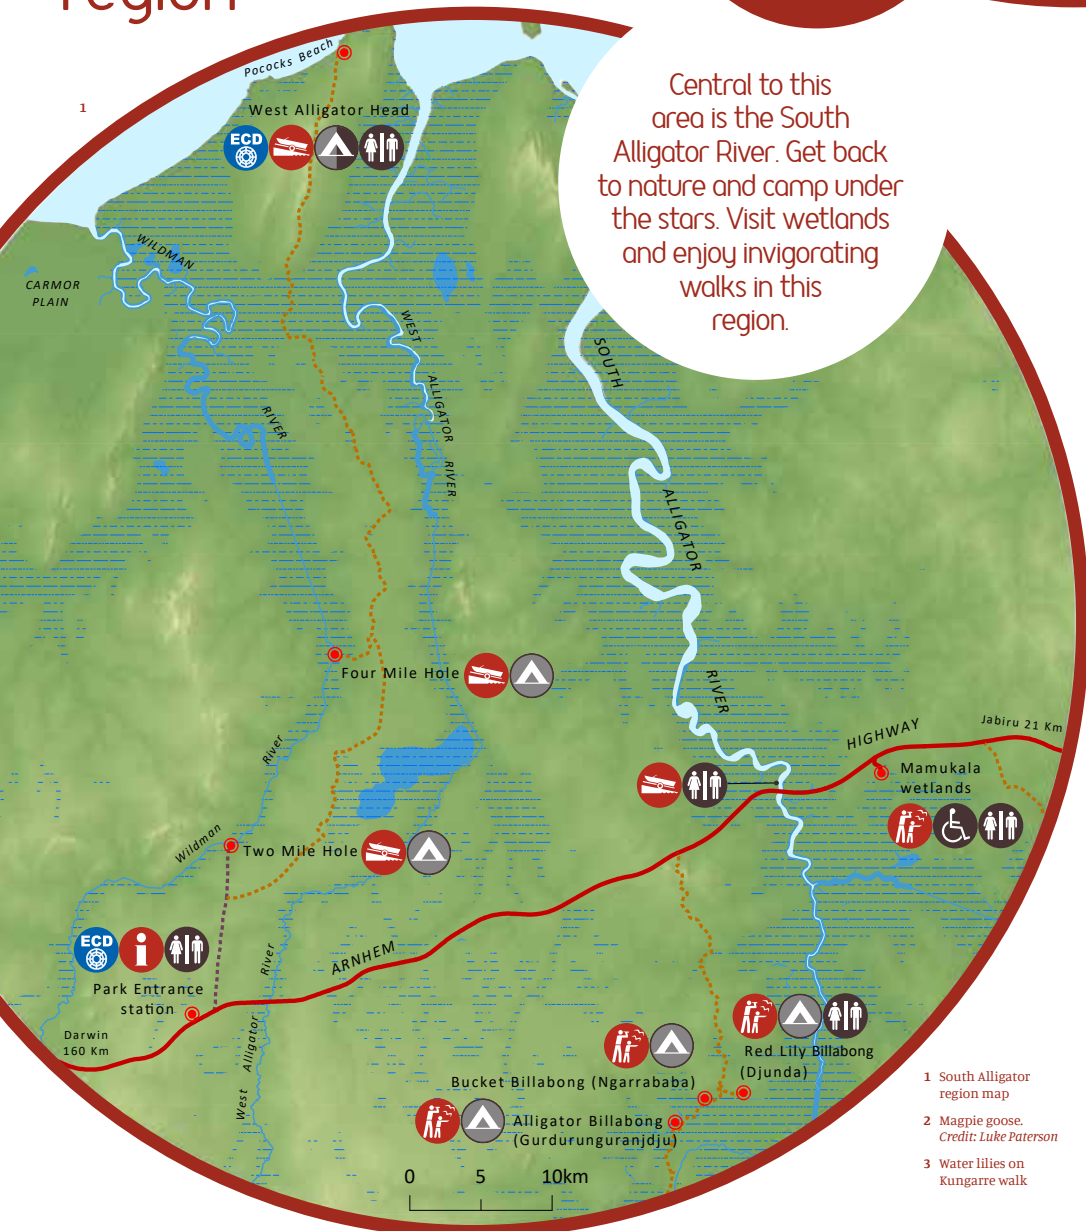 region
1
Central to this
area is the South
Alligator River. Get back
to nature and camp under
the stars. Visit wetlands
and enjoy invigorating
walks in this
region.
Pococks Beach
West Alligator Head
ECD
WILDMAN
RIVER
CARMOR
PLAIN
WEST
ALLIGATOR
RIVER
SOUTH
ALLIGATOR
RIVER
Four Mile Hole
River
Wildman
Two Mile Hole
HIGHWAY
Jabiru 21 Km
Mamukala
wetlands
ECD
i
Park Entrance
station
Darwin
160 Km
ARNHEM
River
Alligator
West
Red Lily Billabong
(Djunda)
Bucket Billabong (Ngarrababa)
Alligator Billabong
(Gurdurunguranjdju)
0 5 10km
1 South Alligator
region map
2 Magpie goose.
Credit: Luke Paterson
3 Water lilies on
Kungarre walk